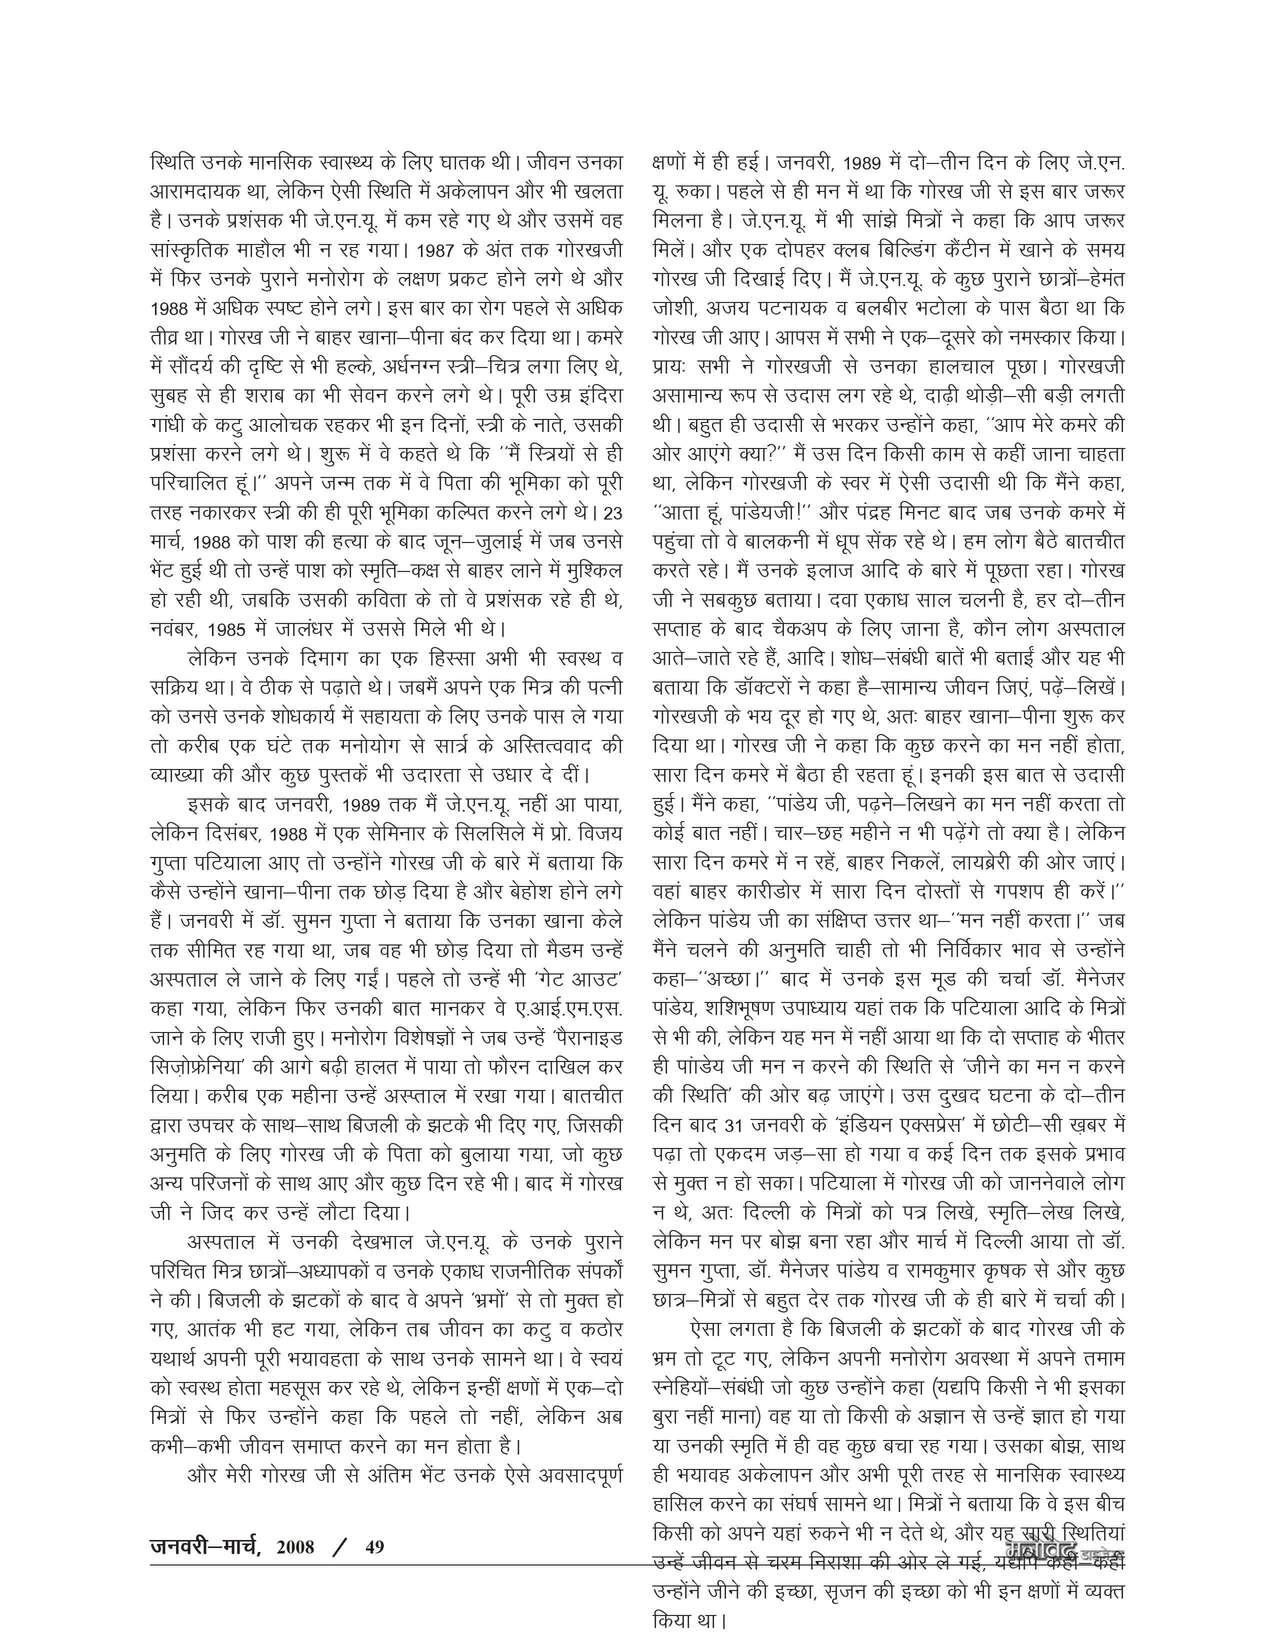 स्थिति उनके मानसिक स्वास्थ्य के लिए घातक थी। जीवन उनका
आरामदायक था, लेकिन ऐसी स्थिति में अकेलापन और भी खलता
है। उनके प्रशंसक भी जे.एन.यू. में कम रहे गए थे और उसमें वह
सांस्कृतिक माहौल भी न रह गया। 1987 के अंत तक गोरखजी
में फिर उनके पुराने मनोरोग के लक्षण प्रकट होने लगे थे और
1988 में अधिक स्पष्ट होने लगे। इस बार का रोग पहले से अधिक
तीव्र था। गोरख जी ने बाहर खाना–पीना बंद कर दिया था। कमरे
में सौंदर्य की दृष्टि से भी हल्के, अर्धनग्न स्त्री–चित्र लगा लिए थे,
सुबह से ही शराब का भी सेवन करने लगे थे। पूरी उम्र इंदिरा
गांधी के कटु आलोचक रहकर भी इन दिनों, स्त्री के नाते, उसकी
प्रशंसा करने लगे थे। शुरू में वे कहते थे कि ''मैं स्त्रियों से ही
परिचालित हूं।'' अपने जन्म तक में वे पिता की भूमिका को पूरी
तरह नकारकर स्त्री की ही पूरी भूमिका कल्पित करने लगे थे। 23
मार्च, 1988 को पाश की हत्या के बाद जून–जुलाई में जब उनसे
भेंट हुई थी तो उन्हें पाश को स्मृति–कक्ष से बाहर लाने में मुश्किल
हो रही थी, जबकि उसकी कविता के तो वे प्रशंसक रहे ही थे,
नवंबर, 1985 में जालंधर में उससे मिले भी थे।
लेकिन उनके दिमाग का एक हिस्सा अभी भी स्वस्थ व
सक्रिय था। वे ठीक से पढ़ाते थे। जबमैं अपने एक मित्र की पत्नी
को उनसे उनके शोधकार्य में सहायता के लिए उनके पास ले गया
तो करीब एक घंटे तक मनोयोग से सार्त्र के अस्तित्ववाद की
व्याख्या की और कुछ पुस्तकें भी उदारता से उधार दे दीं।
इसके बाद जनवरी, 1989 तक मैं जे.एन.यू. नहीं आ पाया,
लेकिन दिसंबर, 1988 में एक सेमिनार के सिलसिले में प्रो. विजय
गुप्ता पटियाला आए तो उन्होंने गोरख जी के बारे में बताया कि
कैसे उन्होंने खाना–पीना तक छोड़ दिया है और बेहोश होने लगे
हैं। जनवरी में डॉ. सुमन गुप्ता ने बताया कि उनका खाना केले
तक सीमित रह गया था, जब वह भी छोड़ दिया तो मैडम उन्हें
अस्पताल ले जाने के लिए गईं। पहले तो उन्हें भी 'गेट आउट'
कहा गया, लेकिन फिर उनकी बात मानकर वे ए.आई.एम.एस.
जाने के लिए राजी हुए। मनोरोग विशेषज्ञों ने जब उन्हें 'पैरानाइड
सिज़ोफ्रेनिया' की आगे बढ़ी हालत में पाया तो फौरन दाखिल कर
लिया। करीब एक महीना उन्हें अस्पताल में रखा गया। बातचीत
द्वारा उपचर के साथ–साथ बिजली के झटके भी दिए गए, जिसकी
अनुमति के लिए गोरख जी के पिता को बुलाया गया, जो कुछ
अन्य परिजनों के साथ आए और कुछ दिन रहे भी। बाद में गोरख
जी ने जिद कर उन्हें लौटा दिया।
अस्पताल में उनकी देखभाल जे.एन.यू. के उनके पुराने
परिचित मित्र छात्रों–अध्यापकों व उनके एकाध राजनीतिक संपर्कों
ने की। बिजली के झटकों के बाद वे अपने 'भ्रमों' से तो मुक्त हो
गए, आतंक भी हट गया, लेकिन तब जीवन का कटु व कठोर
यथार्थ अपनी पूरी भयावहता के साथ उनके सामने था। वे स्वयं
को स्वस्थ होता महसूस कर रहे थे, लेकिन इन्हीं क्षणों में एक–दो
मित्रों से फिर उन्होंने कहा कि पहले तो नहीं, लेकिन अब
कभी–कभी जीवन समाप्त करने का मन होता है।
और मेरी गोरख जी से अंतिम भेंट उनके ऐसे अवसादपूर्ण
क्षणों में ही हई। जनवरी, 1989 में दो–तीन दिन के लिए जे.एन.
यू. रुका। पहले से ही मन में था कि गोरख जी से इस बार जरूर
मिलना है। जे.एन.यू. में भी सांझे मित्रों ने कहा कि आप जरूर
मिलें। और एक दोपहर क्लब बिल्डिंग कैंटीन में खाने के समय
गोरख जी दिखाई दिए। मैं जे.एन.यू. के कुछ पुराने छात्रों–हेमंत
जोशी, अजय पटनायक व बलबीर भटोला के पास बैठा था कि
गोरख जी आए। आपस में सभी ने एक–दूसरे को नमस्कार किया।
प्रायः सभी ने गोरखजी से उनका हालचाल पूछा। गोरखजी
असामान्य रूप से उदास लग रहे थे, दाढ़ी थोड़ी–सी बड़ी लगती
थी। बहुत ही उदासी से भरकर उन्होंने कहा, ''आप मेरे कमरे की
ओर आएंगे क्या?'' मैं उस दिन किसी काम से कहीं जाना चाहता
था, लेकिन गोरखजी के स्वर में ऐसी उदासी थी कि मैंने कहा,
''आता हूं, पांडेयजी!'' और पंद्रह मिनट बाद जब उनके कमरे में
पहुंचा तो वे बालकनी में धूप सेंक रहे थे। हम लोग बैठे बातचीत
करते रहे। मैं उनके इलाज आदि के बारे में पूछता रहा। गोरख
जी ने सबकुछ बताया। दवा एकाध साल चलनी है, हर दो–तीन
सप्ताह के बाद चैकअप के लिए जाना है, कौन लोग अस्पताल
आते–जाते रहे हैं, आदि। शोध–संबंधी बातें भी बताईं और यह भी
बताया कि डॉक्टरों ने कहा है–सामान्य जीवन जिएं, पढ़ें–लिखें।
गोरखजी के भय दूर हो गए थे, अतः बाहर खाना–पीना शुरू कर
दिया था। गोरख जी ने कहा कि कुछ करने का मन नहीं होता,
सारा दिन कमरे में बैठा ही रहता हूं। इनकी इस बात से उदासी
हुई। मैंने कहा, ''पांडेय जी, पढ़ने–लिखने का मन नहीं करता तो
कोई बात नहीं। चार–छह महीने न भी पढ़ेंगे तो क्या है। लेकिन
सारा दिन कमरे में न रहें, बाहर निकलें, लायब्रेरी की ओर जाएं।
वहां बाहर कारीडोर में सारा दिन दोस्तों से गपशप ही करें।''
लेकिन पांडेय जी का संक्षिप्त उत्तर था–''मन नहीं करता।'' जब
मैंने चलने की अनुमति चाही तो भी निर्विकार भाव से उन्होंने
कहा–''अच्छा।'' बाद में उनके इस मूड की चर्चा डॉ. मैनेजर
पांडेय, शशिभूषण उपाध्याय यहां तक कि पटियाला आदि के मित्रों
से भी की, लेकिन यह मन में नहीं आया था कि दो सप्ताह के भीतर
ही पांाडेय जी मन न करने की स्थिति से 'जीने का मन न करने
की स्थिति' की ओर बढ़ जाएंगे। उस दुखद घटना के दो–तीन
दिन बाद 31 जनवरी के 'इंडियन एक्सप्रेस' में छोटी–सी ख़बर में
पढ़ा तो एकदम जड़–सा हो गया व कई दिन तक इसके प्रभाव
से मुक्त न हो सका। पटियाला में गोरख जी को जाननेवाले लोग
न थे, अतः दिल्ली के मित्रों को पत्र लिखे, स्मृति–लेख लिखे,
लेकिन मन पर बोझ बना रहा और मार्च में दिल्ली आया तो डॉ.
सुमन गुप्ता, डॉ. मैनेजर पांडेय व रामकुमार कृषक से और कुछ
छात्र–मित्रों से बहुत देर तक गोरख जी के ही बारे में चर्चा की।
ऐसा लगता है कि बिजली के झटकों के बाद गोरख जी के
भ्रम तो टूट गए, लेकिन अपनी मनोरोग अवस्था में अपने तमाम
स्नेहियों–संबंधी जो कुछ उन्होंने कहा (यद्यपि किसी ने भी इसका
बुरा नहीं माना) वह या तो किसी के अज्ञान से उन्हें ज्ञात हो गया
या उनकी स्मृति में ही वह कुछ बचा रह गया। उसका बोझ, साथ
ही भयावह अकेलापन और अभी पूरी तरह से मानसिक स्वास्थ्य
हासिल करने का संघर्ष सामने था। मित्रों ने बताया कि वे इस बीच
किसी को अपने यहां रुकने भी न देते थे, और यह सारी स्थितियां
उन्हें जीवन से चरम निराशा की ओर ले गई, यद्यपि कहीं–कहीं
उन्होंने जीने की इच्छा, सृजन की इच्छा को भी इन क्षणों में व्यक्त
किया था।
जनवरी–मार्च, 2008 / 49
मनोवेद डाइजेस्ट